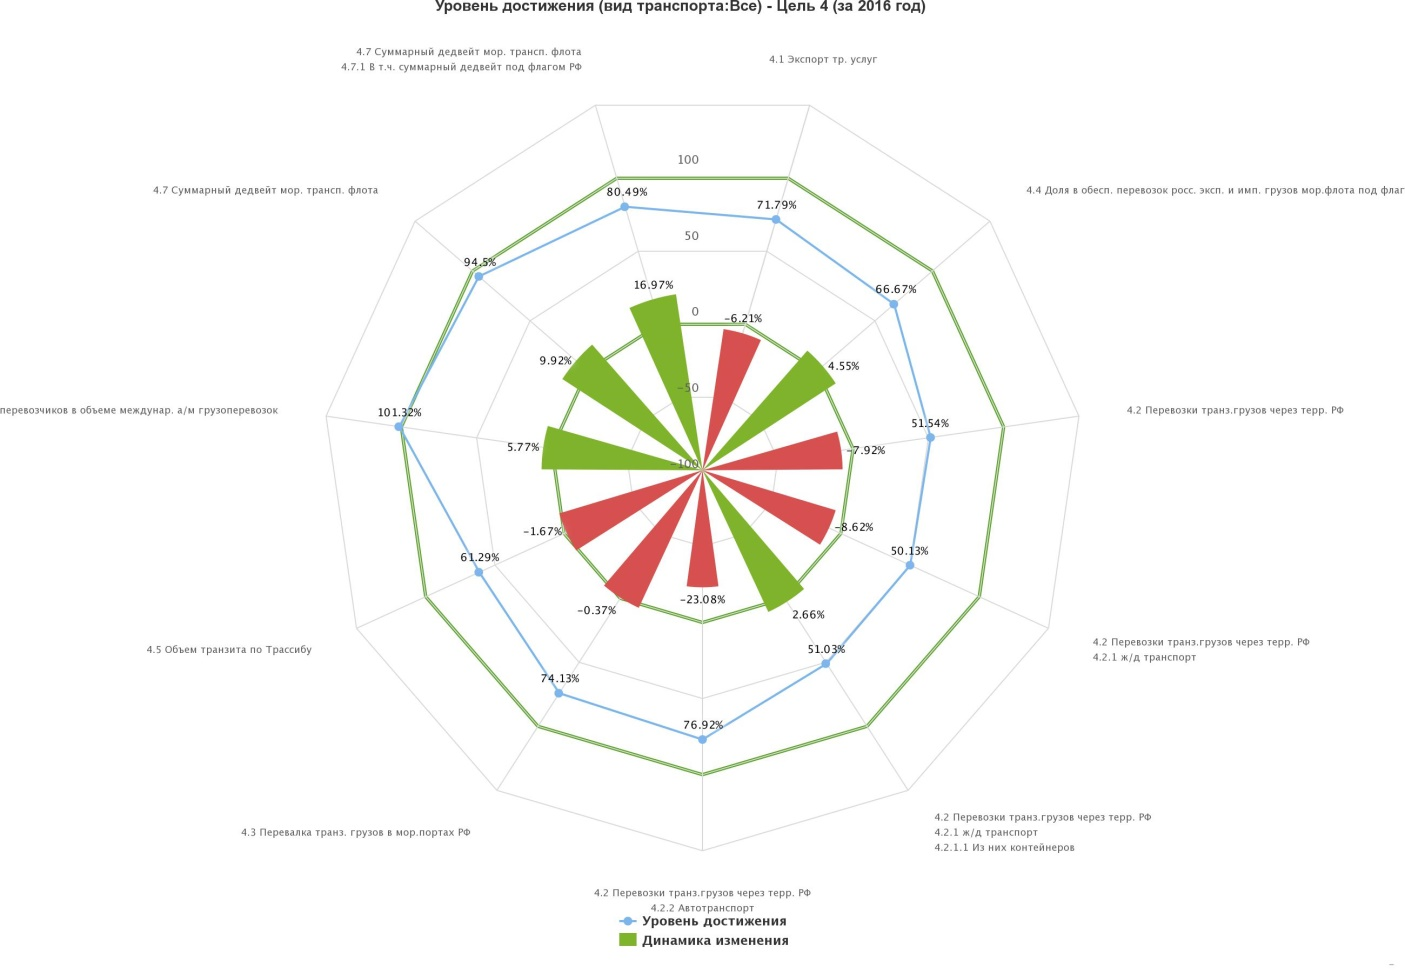 Уровень достижения (вид транспорта:Все) - Цель 4 (за 2016 год)
4.7 Суммарный дедвейт мор. трансп. флота
4.7.1 В т.ч. суммарный дедвейт под флагом РФ
4.1 Экспорт тр. услуг
100
4.7 Суммарный дедвейт мор. трансп. флота
80.49%
71.79%
4.4 Доля в обесп. перевозок росс. эксп. и имп. грузов мор.флота под флаг
50
94.5%
66.67%
16.97%
0
−6.21%
9.92%
4.55%
−50
перевозчиков в объеме междунар. а/м грузоперевозок
101.32%
51.54%
4.2 Перевозки транз.грузов через терр. РФ
5.77%
−7.92%
−100
−1.67%
−8.62%
61.29%
50.13%
−23.08%
−0.37%
2.66%
4.5 Объем транзита по Трассибу
51.03%
4.2 Перевозки транз.грузов через терр. РФ
4.2.1 ж/д транспорт
74.13%
76.92%
4.3 Перевалка транз. грузов в мор.портах РФ
4.2 Перевозки транз.грузов через терр. РФ
4.2.1 ж/д транспорт
4.2.1.1 Из них контейнеров
4.2 Перевозки транз.грузов через терр. РФ
4.2.2 Автотранспорт
Уровень достижения
Динамика изменения